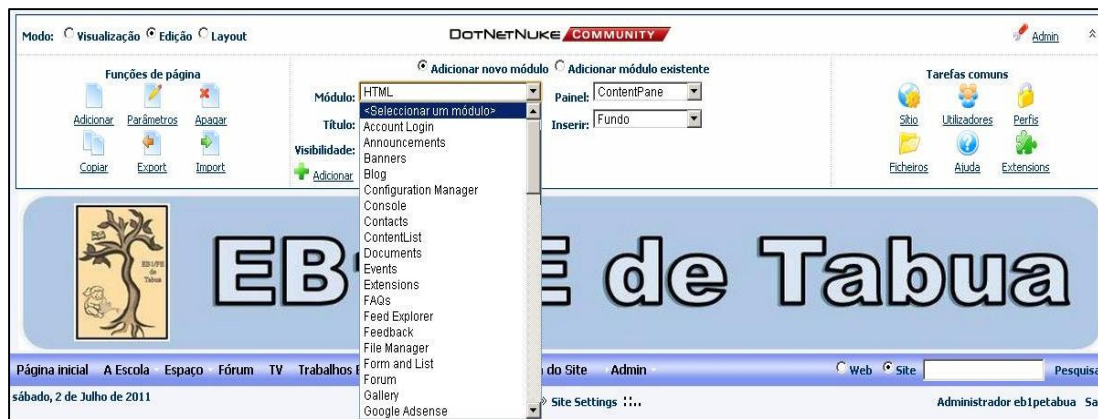 Modo: Visualização Edição Layout
DOTNETNUKE COMMUNITY
Admin
Funções de página
Adicionar Parâmetros Apagar
Copiar Export Import
Adicionar novo módulo Adicionar módulo existente
Módulo: HTML
Painel: ContentPane
Título:
Inserir: Fundo
Visibilidade:
Adicionar
<Seleccionar um módulo>
Account Login
Announcements
Banners
Blog
Configuration Manager
Console
Contacts
ContentList
Documents
Events
Extensions
FAQs
Feed Explorer
Feedback
File Manager
Form and List
Forum
Gallery
Google Adsense
Tarefas comuns
Sítio Utilizadores Perfis
Ficheiros Ajuda Extensions
EB1/PE
de
Tabua
EB de Tabua
Página inicial A Escola Espaço Fórum TV Trabalhos do Site Admin Web Site Pesquisa
sábado, 2 de Julho de 2011
Site Settings
Administrador eb1petabua